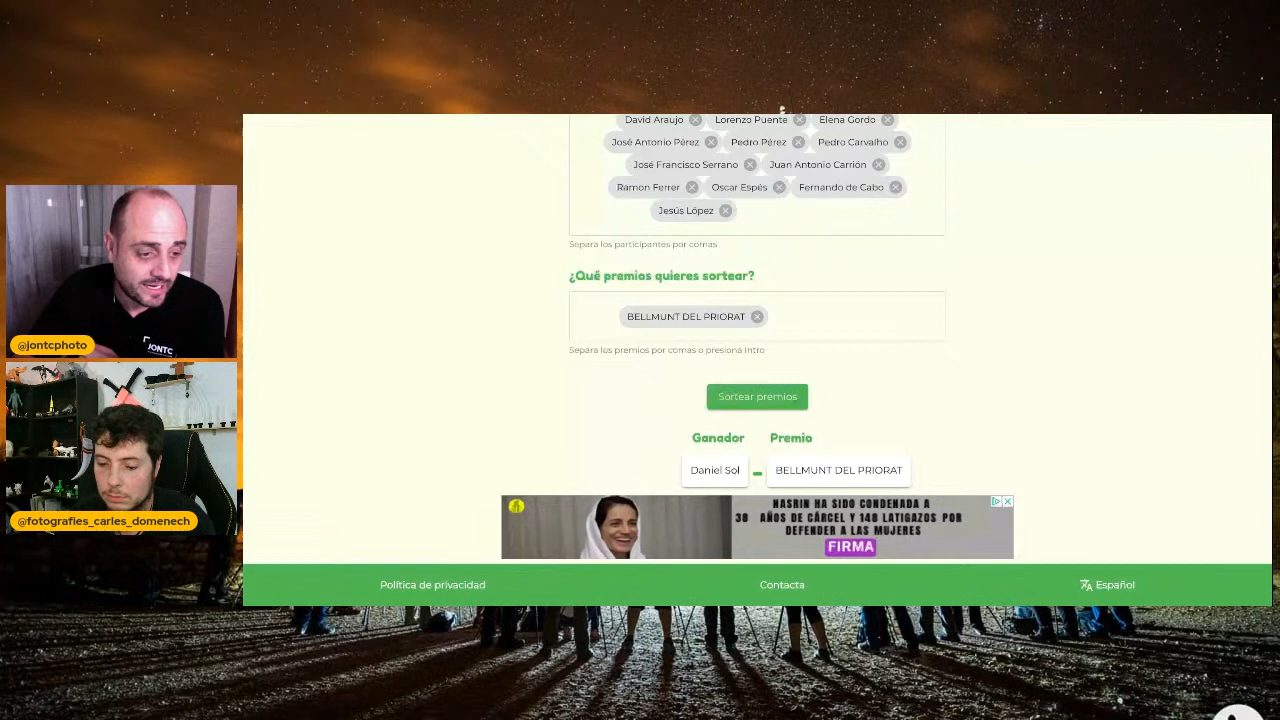 David Araujo Lorenzo Puente Elena Gordo
José Antonio Pérez Pedro Pérez Pedro Carvalho
José Francisco Serrano Juan Antonio Carrión
Ramon Ferrer Oscar Espés Fernando de Cabo
Jesús López
Separa los participantes por comas
¿Qué premios quieres sortear?
BELLMUNT DEL PRIORAT
Separa los premios por comas o presiona Intro
Sortear premios
Ganador Premio
Daniel Sol - BELLMUNT DEL PRIORAT
NASRIN HA SIDO CONDENADA A
38 AÑOS DE CÁRCEL Y 148 LATIGAZOS POR
DEFENDER A LAS MUJERES
FIRMA
Política de privacidad Contacta Español
JONTC
@jontcphoto
@fotografies_carles_domenech